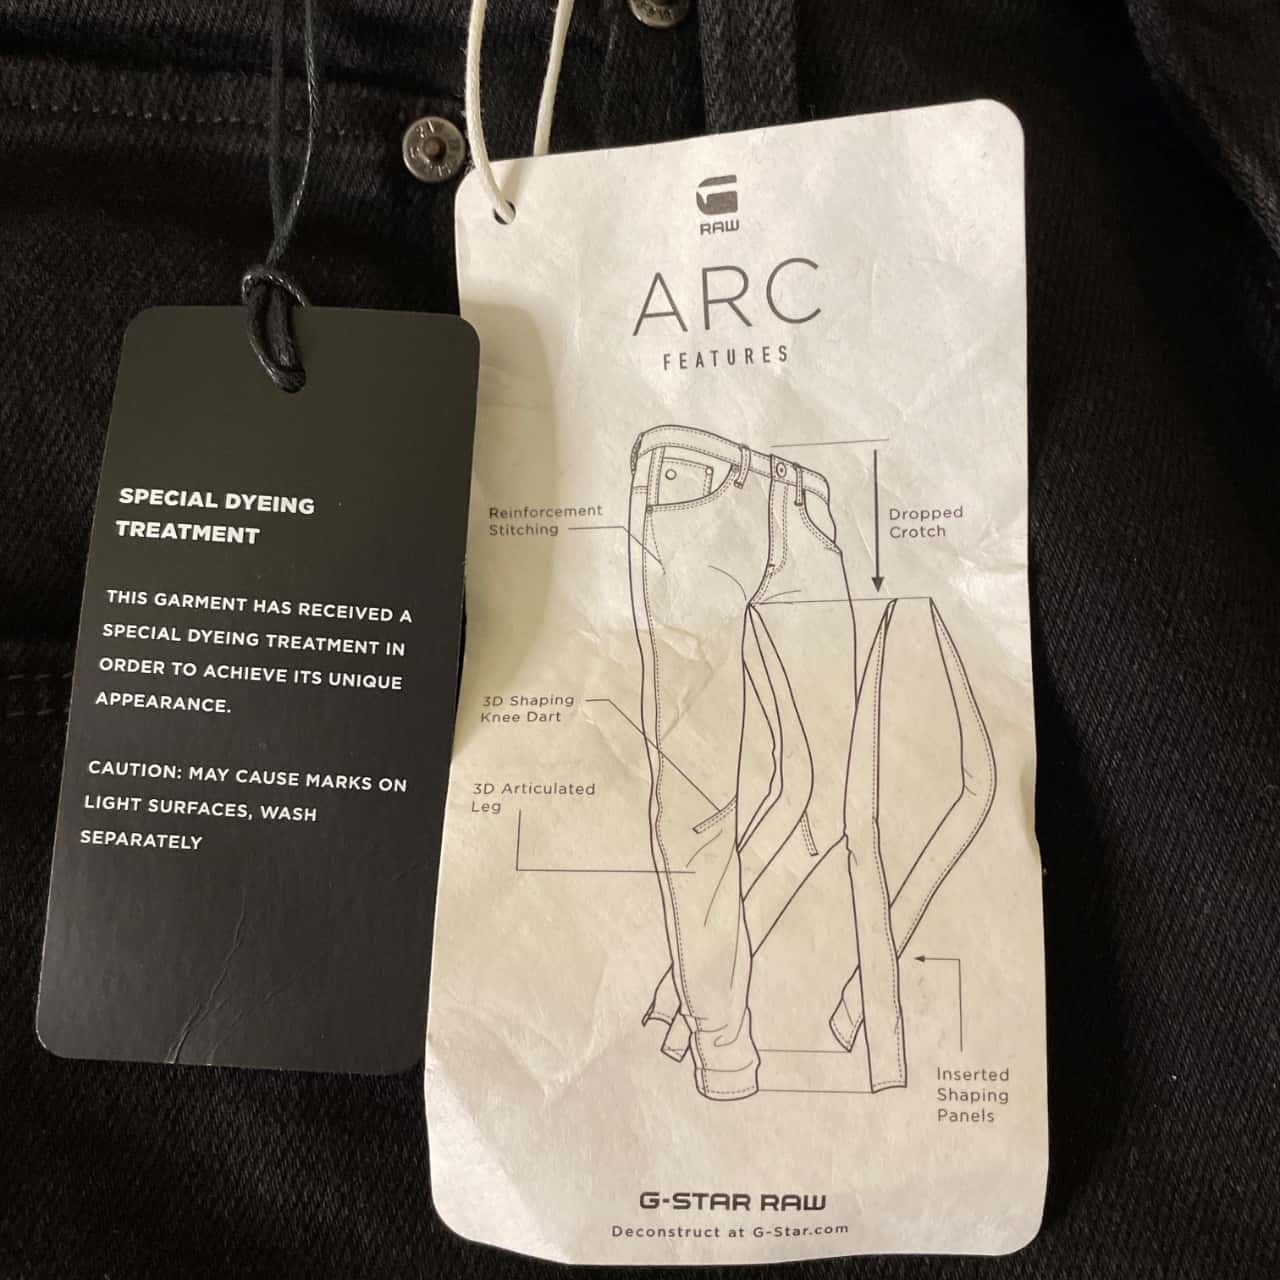 SPECIAL DYEING
TREATMENT
THIS GARMENT HAS RECEIVED A
SPECIAL DYEING TREATMENT IN
ORDER TO ACHIEVE ITS UNIQUE
APPEARANCE.
CAUTION: MAY CAUSE MARKS ON
LIGHT SURFACES, WASH
SEPARATELY
RAW
ARC
FEATURES
Reinforcement
Stitching
Dropped
Crotch
3D Shaping
Knee Dart
3D Articulated
Leg
Inserted
Shaping
Panels
G-STAR RAW
Deconstruct at G-Star.com